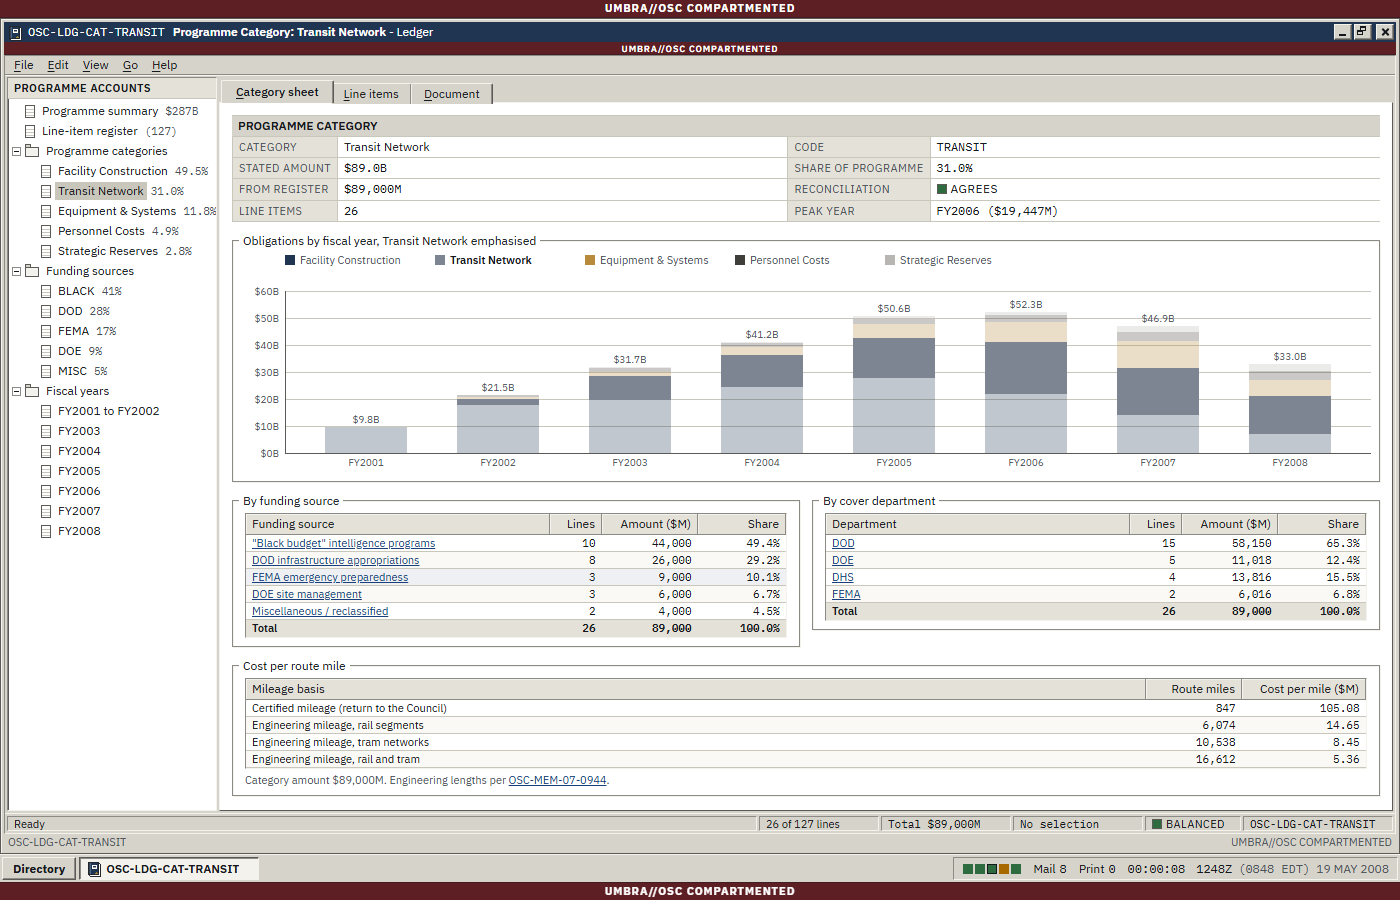 UMBRA//OSC COMPARTMENTED
OSC-LDG-CAT-TRANSIT Programme Category: Transit Network - Ledger
UMBRA//OSC COMPARTMENTED
File Edit View Go Help
PROGRAMME ACCOUNTS
Programme summary $287B
Line-item register (127)
Programme categories
Facility Construction 49.5%
Transit Network 31.0%
Equipment & Systems 11.8%
Personnel Costs 4.9%
Strategic Reserves 2.8%
Funding sources
BLACK 41%
DOD 28%
FEMA 17%
DOE 9%
MISC 5%
Fiscal years
FY2001 to FY2002
FY2003
FY2004
FY2005
FY2006
FY2007
FY2008
Category sheet Line items Document
PROGRAMME CATEGORY
CATEGORY Transit Network CODE TRANSIT
STATED AMOUNT $89.0B SHARE OF PROGRAMME 31.0%
FROM REGISTER $89,000M RECONCILIATION AGREES
LINE ITEMS 26 PEAK YEAR FY2006 ($19,447M)
Obligations by fiscal year, Transit Network emphasised
Facility Construction Transit Network Equipment & Systems Personnel Costs Strategic Reserves
$60B
$50B
$40B
$30B
$20B
$10B
$0B
$9.8B $21.5B $31.7B $41.2B $50.6B $52.3B $46.9B $33.0B
FY2001 FY2002 FY2003 FY2004 FY2005 FY2006 FY2007 FY2008
By funding source
Funding source Lines Amount ($M) Share
"Black budget" intelligence programs 10 44,000 49.4%
DOD infrastructure appropriations 8 26,000 29.2%
FEMA emergency preparedness 3 9,000 10.1%
DOE site management 3 6,000 6.7%
Miscellaneous / reclassified 2 4,000 4.5%
Total 26 89,000 100.0%
By cover department
Department Lines Amount ($M) Share
DOD 15 58,150 65.3%
DOE 5 11,018 12.4%
DHS 4 13,816 15.5%
FEMA 2 6,016 6.8%
Total 26 89,000 100.0%
Cost per route mile
Mileage basis Route miles Cost per mile ($M)
Certified mileage (return to the Council) 847 105.08
Engineering mileage, rail segments 6,074 14.65
Engineering mileage, tram networks 10,538 8.45
Engineering mileage, rail and tram 16,612 5.36
Category amount $89,000M. Engineering lengths per OSC-MEM-07-0944.
Ready 26 of 127 lines Total $89,000M No selection BALANCED OSC-LDG-CAT-TRANSIT
OSC-LDG-CAT-TRANSIT UMBRA//OSC COMPARTMENTED
Directory OSC-LDG-CAT-TRANSIT Mail 8 Print 0 00:00:08 1248Z (0848 EDT) 19 MAY 2008
UMBRA//OSC COMPARTMENTED